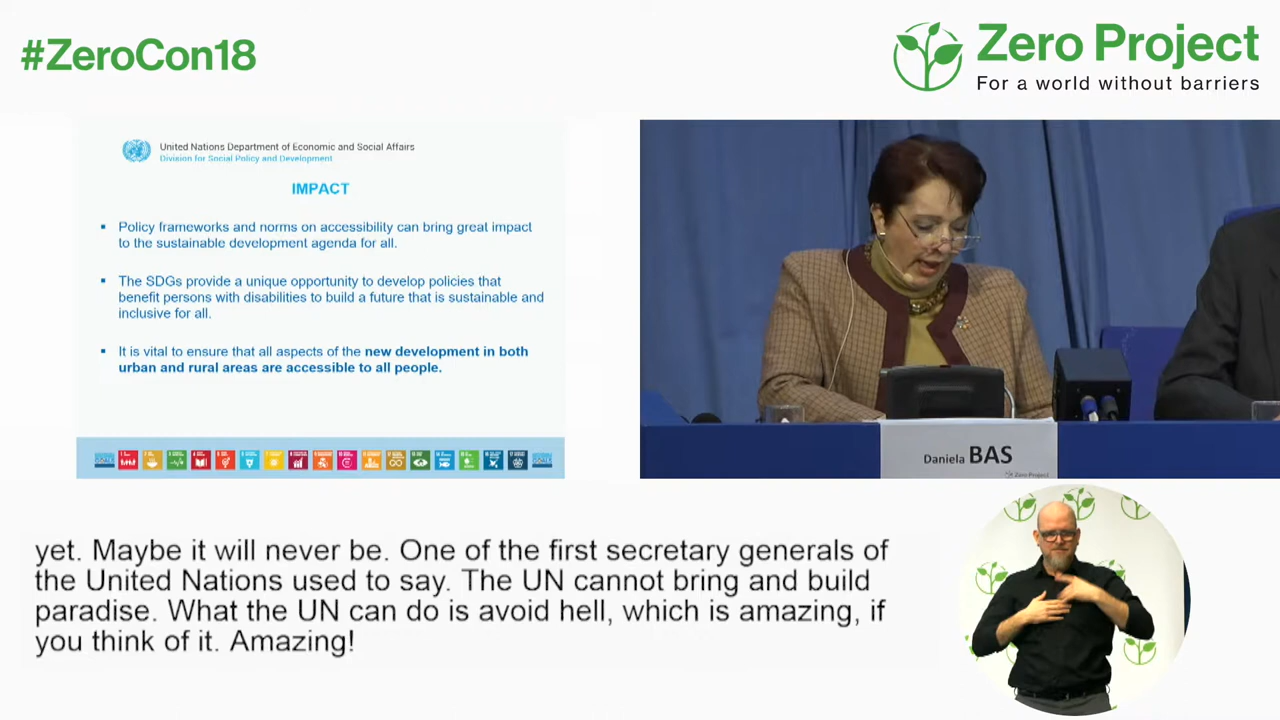 #ZeroCon18
Zero Project
For a world without barriers
United Nations Department of Economic and Social Affairs
Division for Social Policy and Development
IMPACT
▪ Policy frameworks and norms on accessibility can bring great impact
to the sustainable development agenda for all.
▪ The SDGs provide a unique opportunity to develop policies that
benefit persons with disabilities to build a future that is sustainable and
inclusive for all.
▪ It is vital to ensure that all aspects of the new development in both
urban and rural areas are accessible to all people.
Daniela BAS
Zero Project
yet. Maybe it will never be. One of the first secretary generals of
the United Nations used to say. The UN cannot bring and build
paradise. What the UN can do is avoid hell, which is amazing, if
you think of it. Amazing!